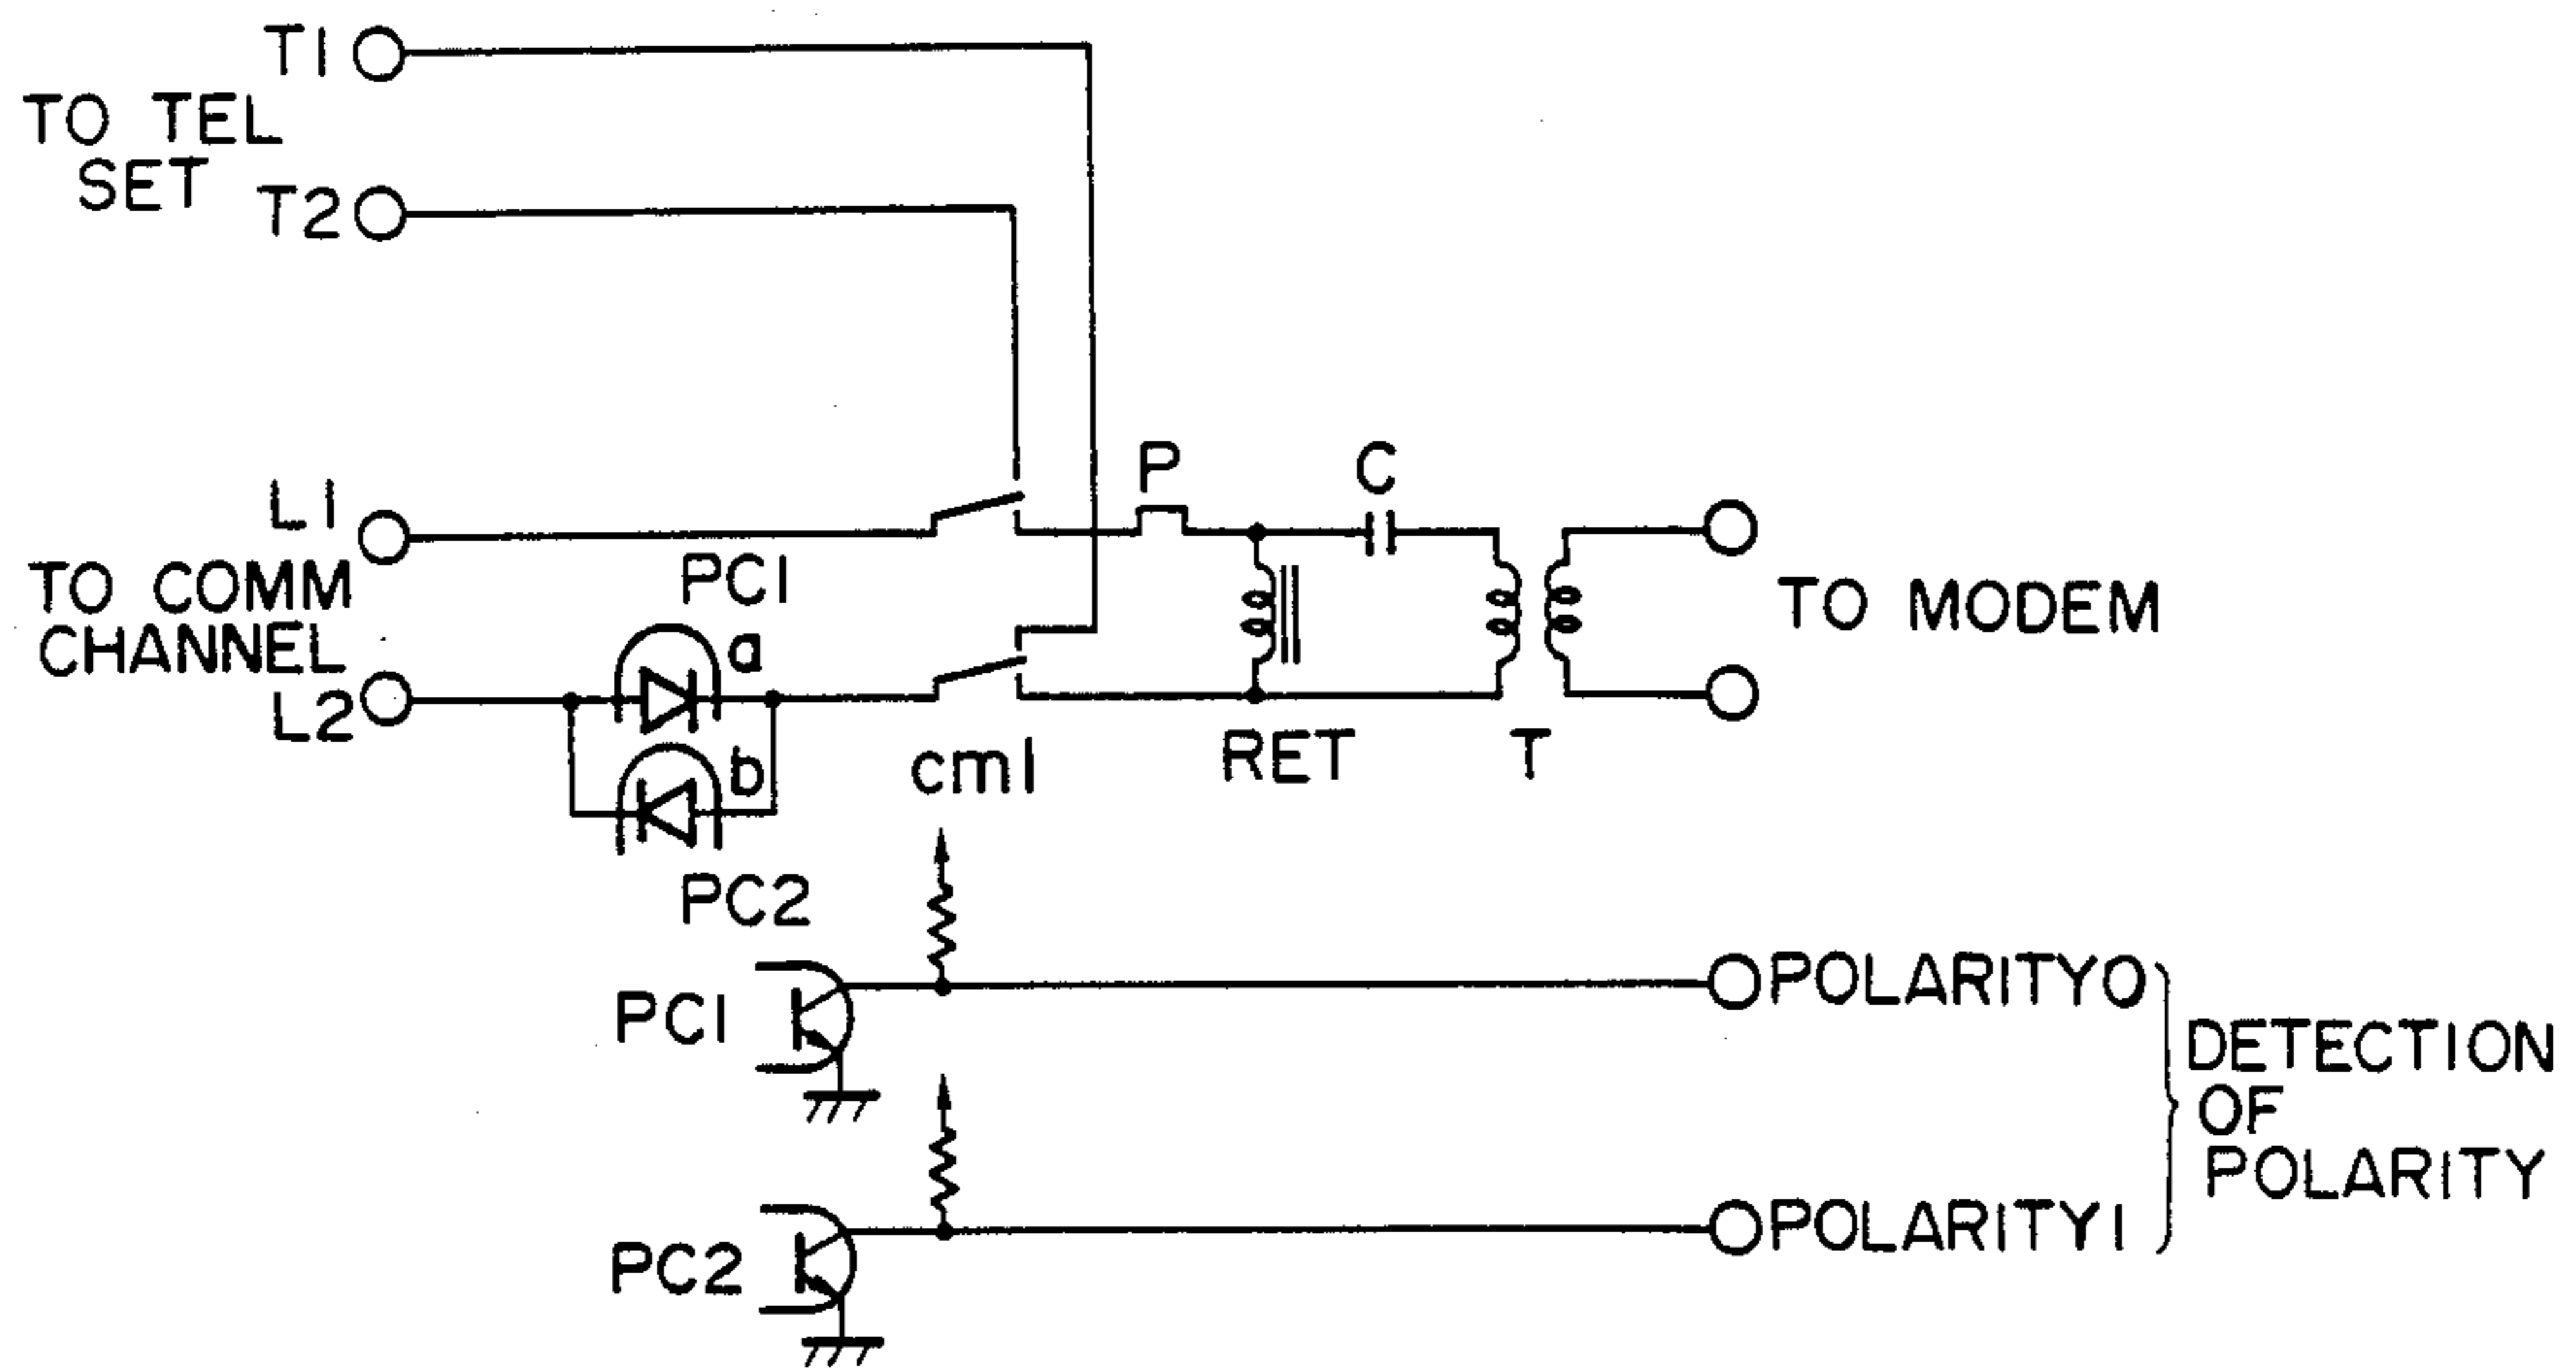 T1
TO TEL
SET
T2
P
C
L1
PC1
TO COMM
CHANNEL
a
TO MODEM
L2
b
cm1
RET
T
PC2
POLARITY0
PC1
DETECTION
OF
POLARITY
POLARITY1
PC2